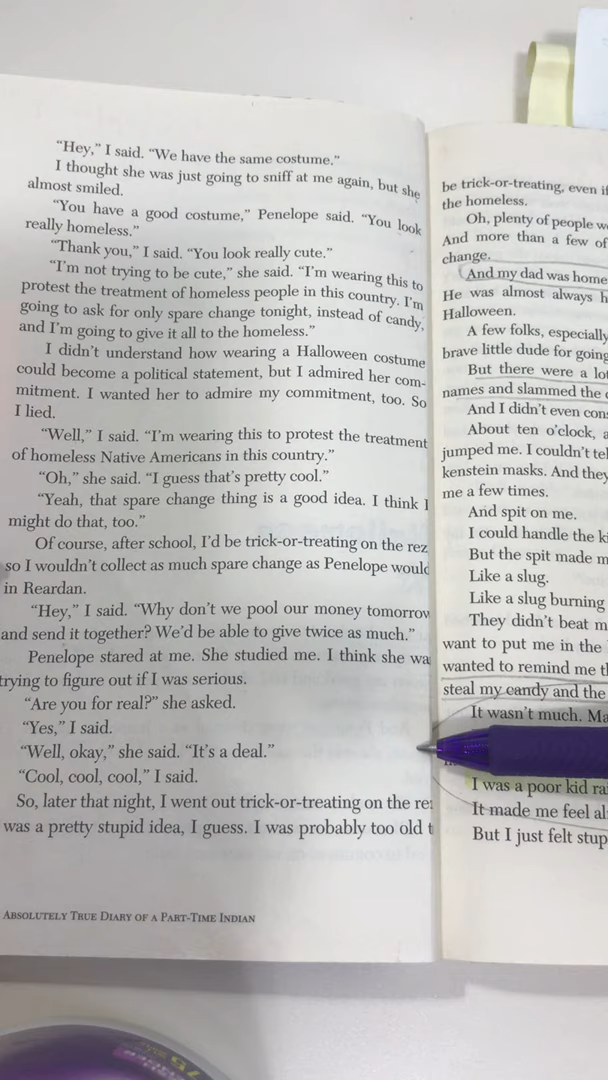 “Hey,” I said. “We have the same costume.”
I thought she was just going to sniff at me again, but she
almost smiled.
“You have a good costume,” Penelope said. “You look
really homeless.”
“Thank you,” I said. “You look really cute.”
“I’m not trying to be cute,” she said. “I’m wearing this to
protest the treatment of homeless people in this country. I’m
going to ask for only spare change tonight, instead of candy,
and I’m going to give it all to the homeless.”
I didn’t understand how wearing a Halloween costume
could become a political statement, but I admired her com-
mitment. I wanted her to admire my commitment, too. So
I lied.
“Well,” I said. “I’m wearing this to protest the treatment
of homeless Native Americans in this country.”
“Oh,” she said. “I guess that’s pretty cool.”
“Yeah, that spare change thing is a good idea. I think I
might do that, too.”
Of course, after school, I’d be trick-or-treating on the rez
so I wouldn’t collect as much spare change as Penelope would
in Reardan.
“Hey,” I said. “Why don’t we pool our money tomorrow
and send it together? We’d be able to give twice as much.”
Penelope stared at me. She studied me. I think she wa
trying to figure out if I was serious.
“Are you for real?” she asked.
“Yes,” I said.
“Well, okay,” she said. “It’s a deal.”
“Cool, cool, cool,” I said.
So, later that night, I went out trick-or-treating on the re
was a pretty stupid idea, I guess. I was probably too old t
ABSOLUTELY TRUE DIARY OF A PART-TIME INDIAN
be trick-or-treating, even if
the homeless.
Oh, plenty of people w
And more than a few of
change.
And my dad was home
He was almost always h
Halloween.
A few folks, especially
brave little dude for going
But there were a lot
names and slammed the
And I didn’t even con
About ten o’clock, a
jumped me. I couldn’t tel
kenstein masks. And they
me a few times.
And spit on me.
I could handle the ki
But the spit made m
Like a slug.
Like a slug burning
They didn’t beat m
want to put me in the
wanted to remind me th
steal my candy and the
It wasn’t much. Ma
I was a poor kid ra
It made me feel al
But I just felt stup
75